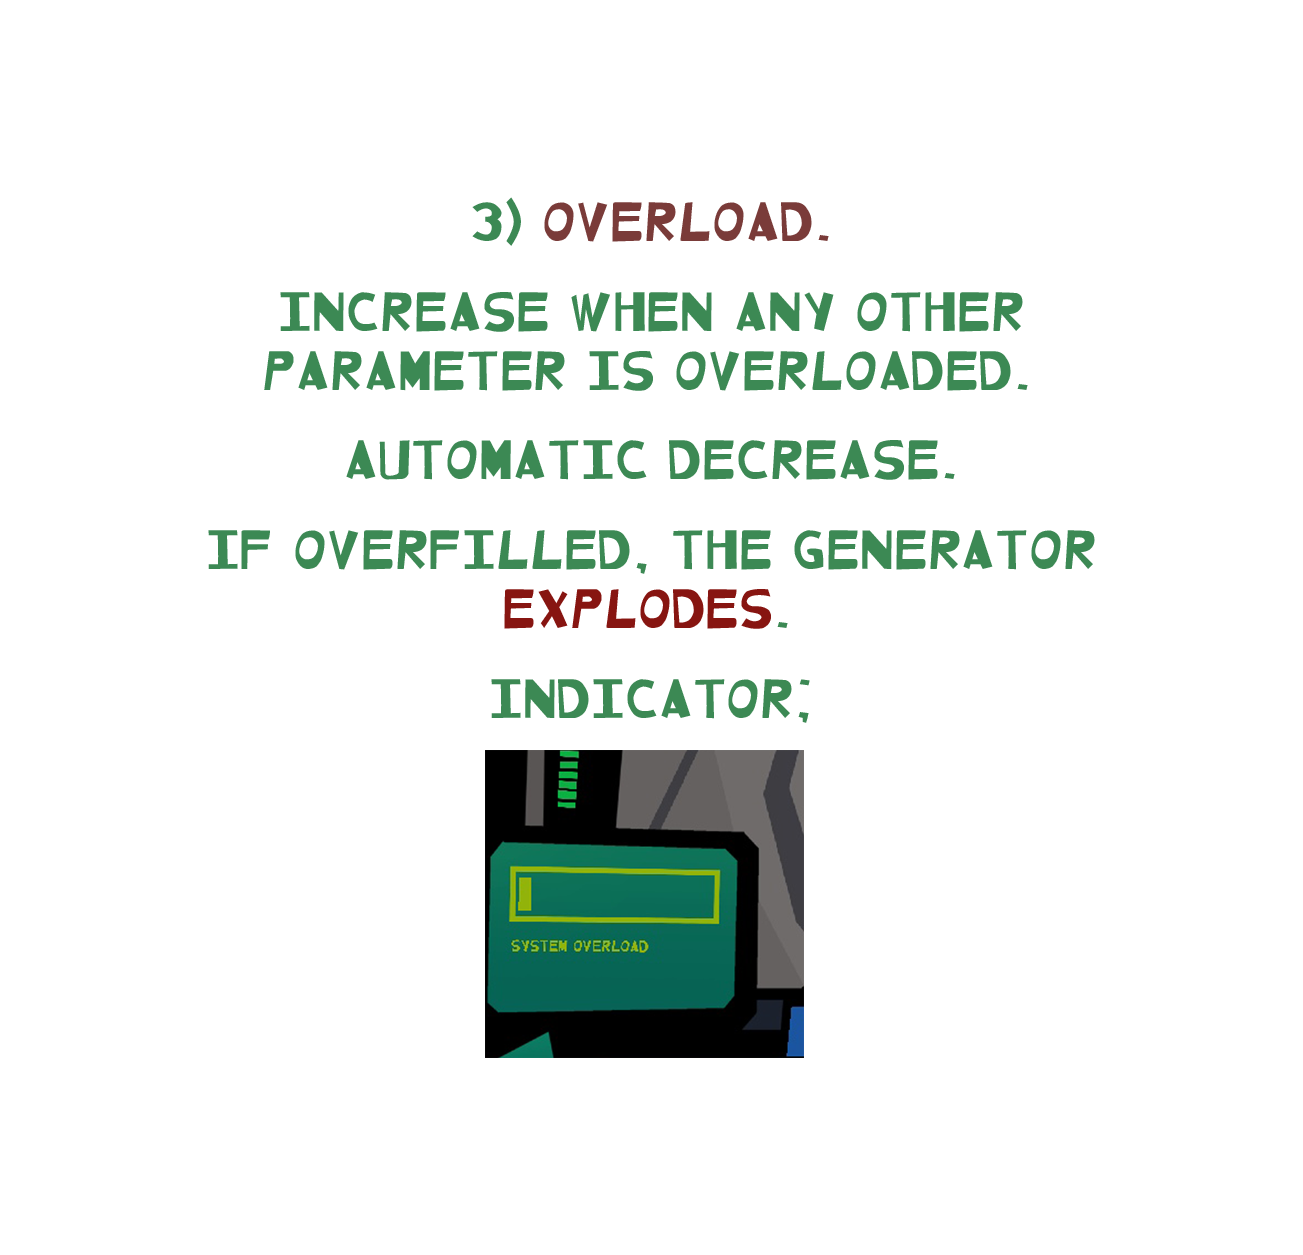 3) OVERLOAD.
INCREASE WHEN ANY OTHER
PARAMETER IS OVERLOADED.
AUTOMATIC DECREASE.
IF OVERFILLED, THE GENERATOR
EXPLODES.
INDICATOR:
SYSTEM OVERLOAD